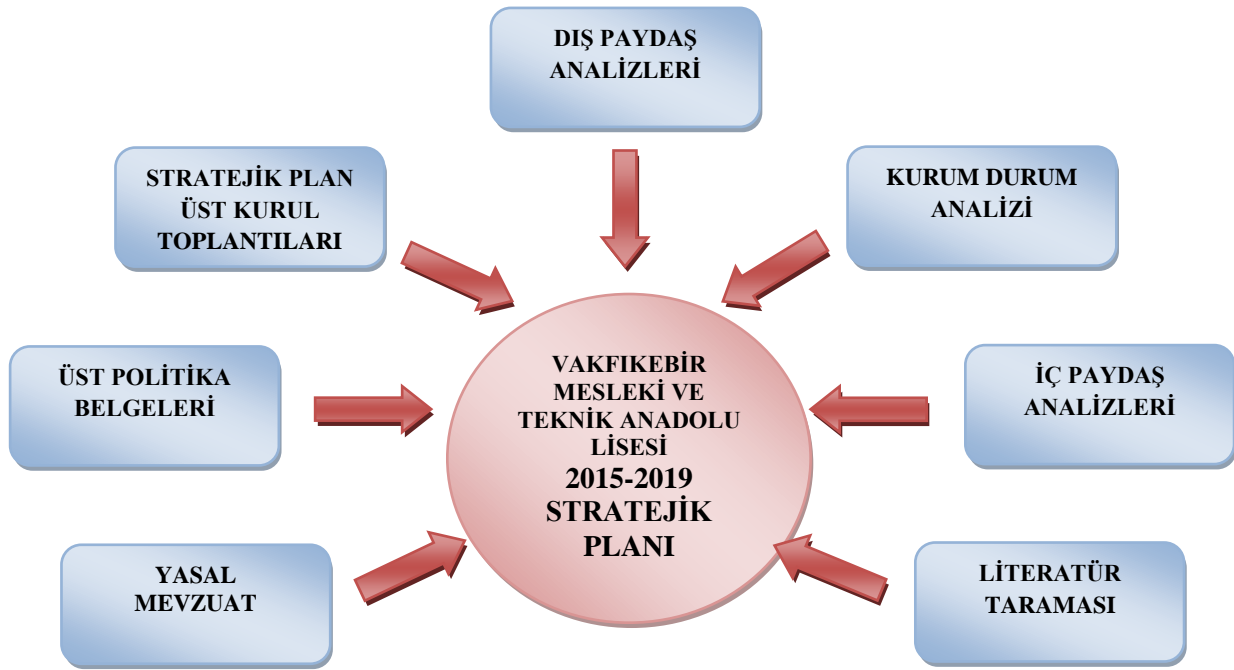 DIŞ PAYDAŞ
ANALİZLERİ
STRATEJİK PLAN
ÜST KURUL
TOPLANTILARI
KURUM DURUM
ANALİZİ
ÜST POLİTİKA
BELGELERİ
VAKFIKEBİR
MESLEKİ VE
TEKNİK ANADOLU
LİSESİ
2015-2019
STRATEJİK
PLANI
İÇ PAYDAŞ
ANALİZLERİ
YASAL
MEVZUAT
LİTERATÜR
TARAMASI